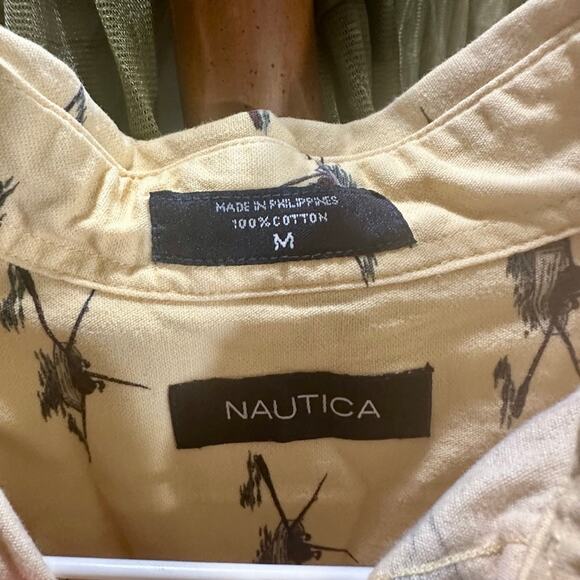 MADE IN PHILIPPINES
100% COTTON
M
NAUTICA